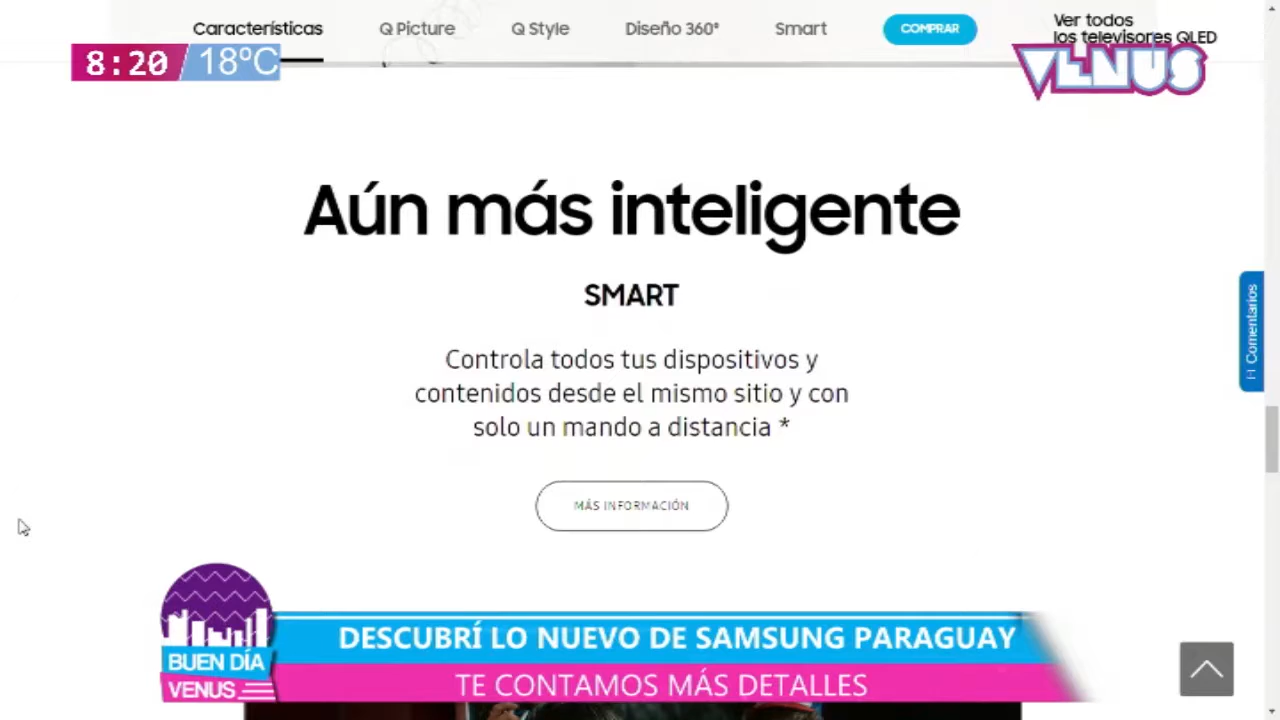 Características
Q Picture
Q Style
Diseño 360°
Smart
COMPRAR
Ver todos
los televisores QLED
8:20
18ºC
VENUS
Aún más inteligente
SMART
Controla todos tus dispositivos y
contenidos desde el mismo sitio y con
solo un mando a distancia *
MÁS INFORMACIÓN
Comentarios
DESCUBRÍ LO NUEVO DE SAMSUNG PARAGUAY
TE CONTAMOS MÁS DETALLES
BUEN DÍA
VENUS